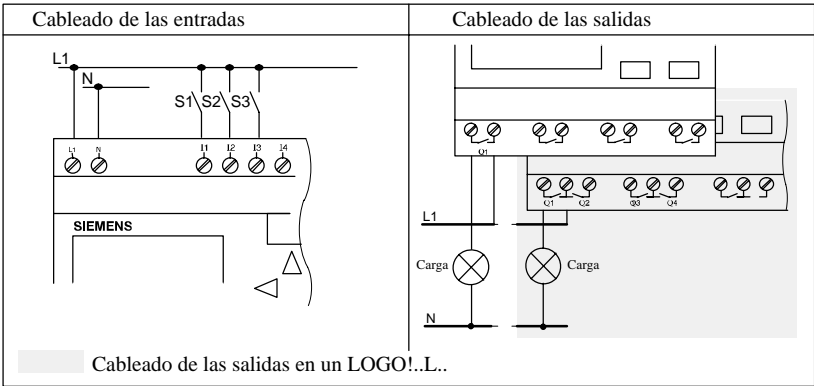 Cableado de las entradas
Cableado de las salidas
L1
N
S1 S2 S3
L1 N I1 I2 I3 I4
SIEMENS
Q1
Q1 Q2 Q3 Q4
L1
Carga Carga
N
Cableado de las salidas en un LOGO!..L..